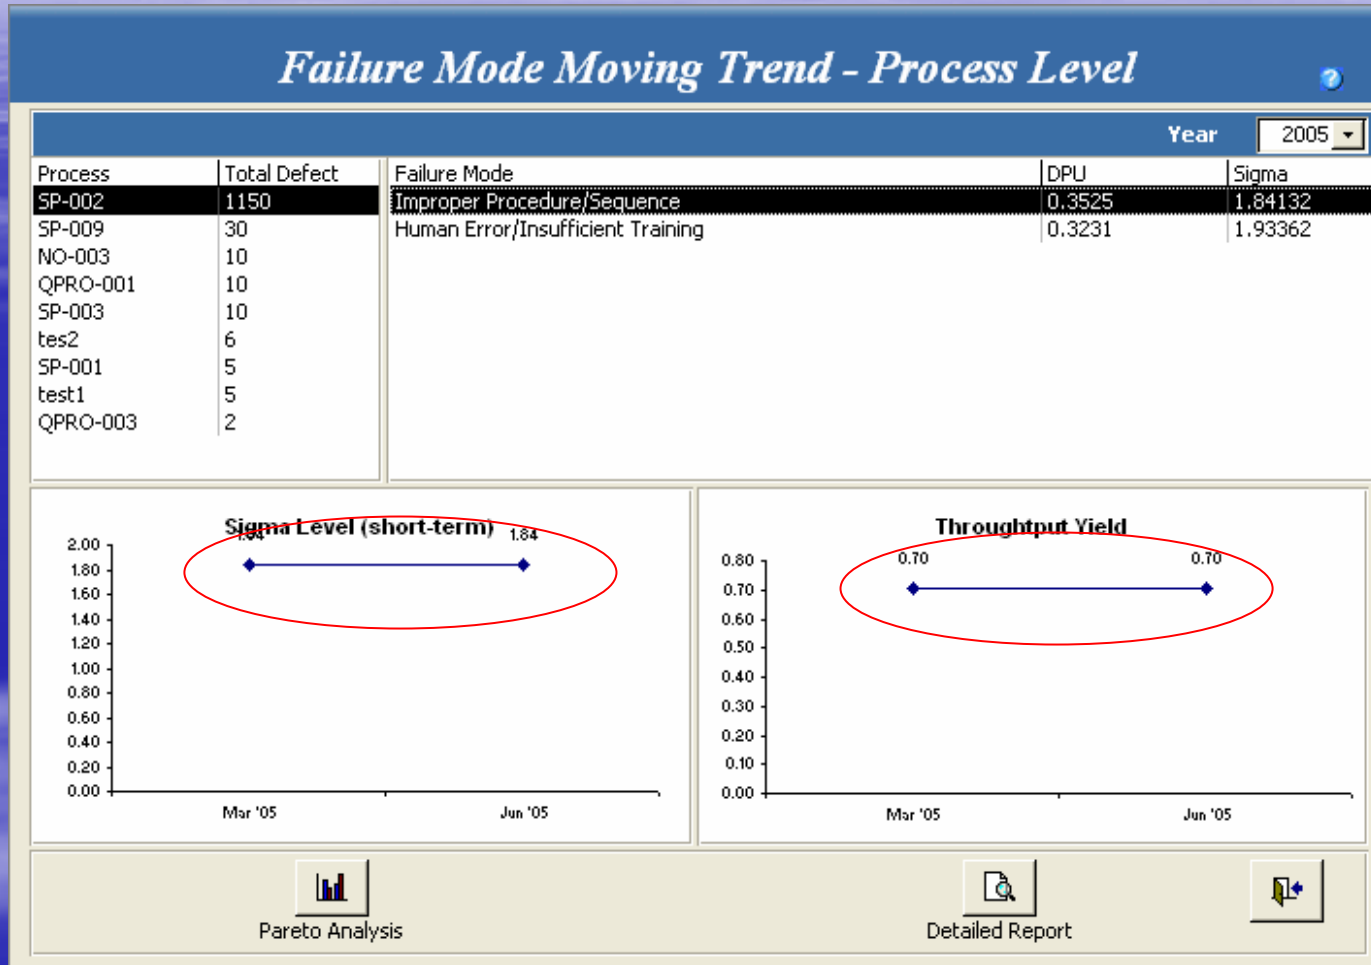 Failure Mode Moving Trend - Process Level
Year 2005
Process Total Defect Failure Mode DPU Sigma
SP-002 1150 Improper Procedure/Sequence 0.3525 1.84132
SP-009 30 Human Error/Insufficient Training 0.3231 1.93362
NO-003 10
QPRO-001 10
SP-003 10
tes2 6
SP-001 5
test1 5
QPRO-003 2
Sigma Level (short-term)
1.84 1.84
2.00
1.80
1.60
1.40
1.20
1.00
0.80
0.60
0.40
0.20
0.00
Mar '05 Jun '05
Throughtput Yield
0.70 0.70
0.80
0.70
0.60
0.50
0.40
0.30
0.20
0.10
0.00
Mar '05 Jun '05
Pareto Analysis
Detailed Report